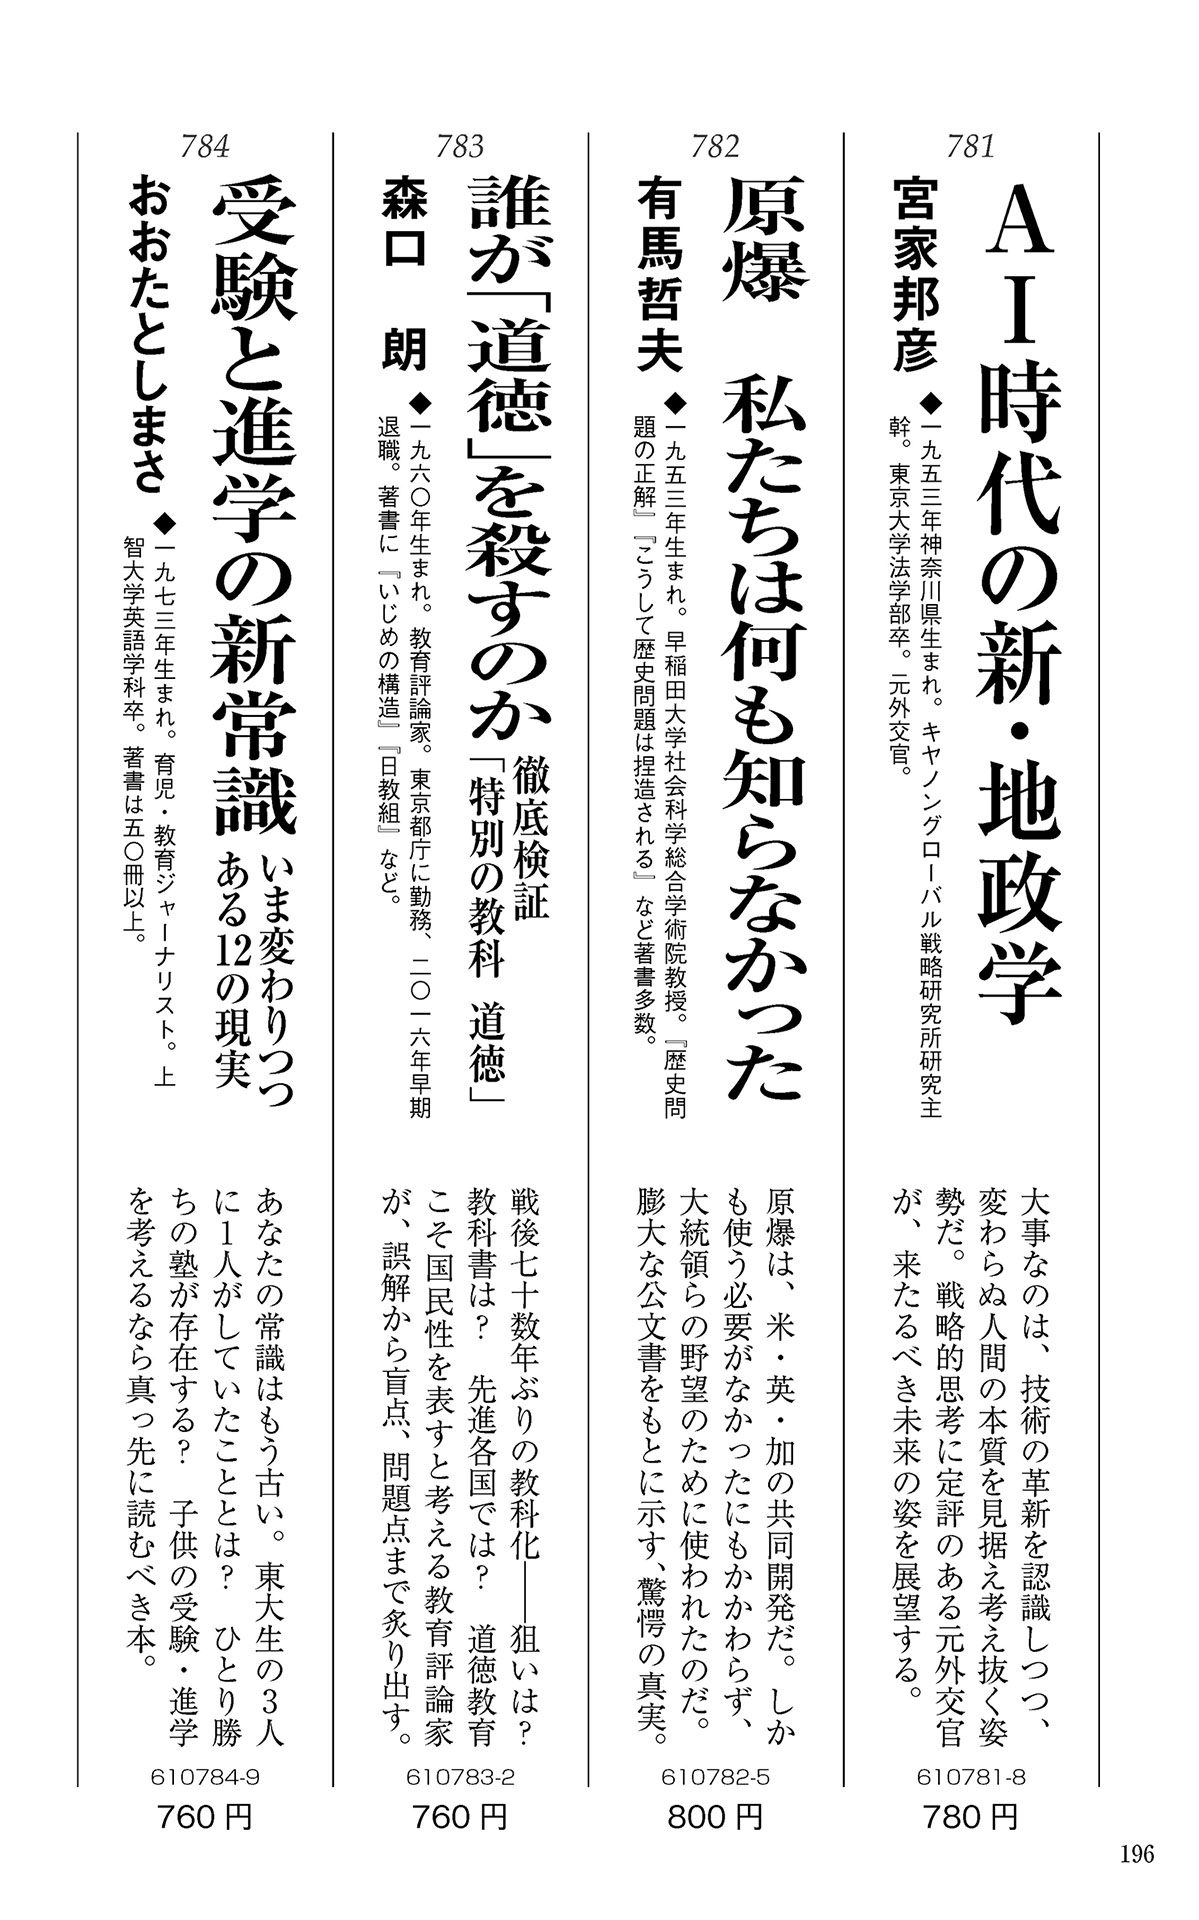 781
AI時代の新・地政学
宮家邦彦
◆一九五三年神奈川県生まれ。キヤノングローバル戦略研究所研究主
幹。東京大学法学部卒。元外交官。
大事なのは、技術の革新を認識しつつ、
変わらぬ人間の本質を見据え考え抜く姿
勢だ。戦略的思考に定評のある元外交官
が、来たるべき未来の姿を展望する。
610781-8
780円
782
原爆　私たちは何も知らなかった
有馬哲夫
◆一九五三年生まれ。早稲田大学社会科学総合学術院教授。『歴史問
題の正解』『こうして歴史問題は捏造される』など著書多数。
原爆は、米・英・加の共同開発だ。しか
も使う必要がなかったにもかかわらず、
大統領らの野望のために使われたのだ。
膨大な公文書をもとに示す、驚愕の真実。
610782-5
800円
783
誰が「道徳」を殺すのか
徹底検証
「特別の教科　道徳」
森口　朗
◆一九六〇年生まれ。教育評論家。東京都庁に勤務、二〇一六年早期
退職。著書に『いじめの構造』『日教組』など。
戦後七十数年ぶりの教科化――狙いは？
教科書は？　先進各国では？　道徳教育
こそ国民性を表すと考える教育評論家
が、誤解から盲点、問題点まで炙り出す。
610783-2
760円
784
受験と進学の新常識
いま変わりつつ
ある12の現実
おおたとしまさ
◆一九七三年生まれ。育児・教育ジャーナリスト。上
智大学英語学科卒。著書は五〇冊以上。
あなたの常識はもう古い。東大生の３人
に１人がしていたこととは？　ひとり勝
ちの塾が存在する？　子供の受験・進学
を考えるなら真っ先に読むべき本。
610784-9
760円
196